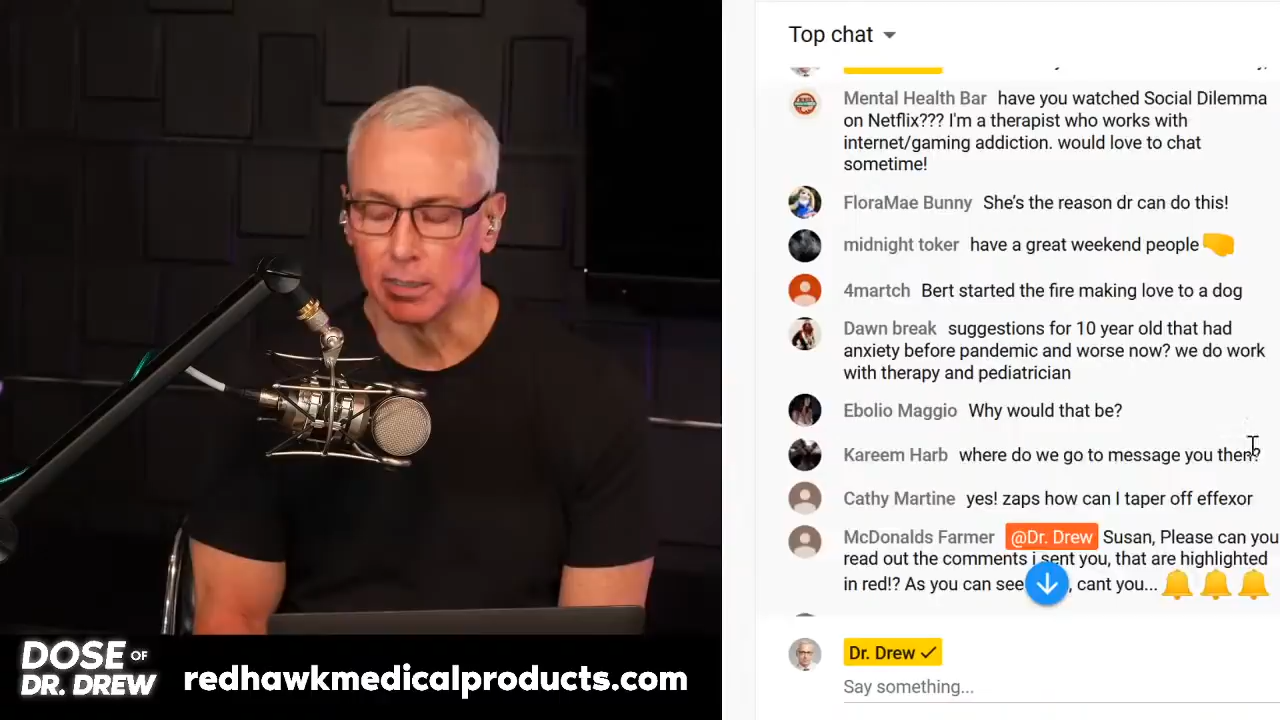 Top chat
Mental Health Bar have you watched Social Dilemma
on Netflix??? I'm a therapist who works with
internet/gaming addiction. would love to chat
sometime!
FloraMae Bunny She's the reason dr can do this!
midnight toker have a great weekend people
4martch Bert started the fire making love to a dog
Dawn break suggestions for 10 year old that had
anxiety before pandemic and worse now? we do work
with therapy and pediatrician
Ebolio Maggio Why would that be?
Kareem Harb where do we go to message you then?
Cathy Martine yes! zaps how can I taper off effexor
McDonalds Farmer @Dr. Drew Susan, Please can you
read out the comments i sent you, that are highlighted
in red!? As you can see , cant you...
Dr. Drew
Say something...
DOSE OF
DR. DREW
redhawkmedicalproducts.com